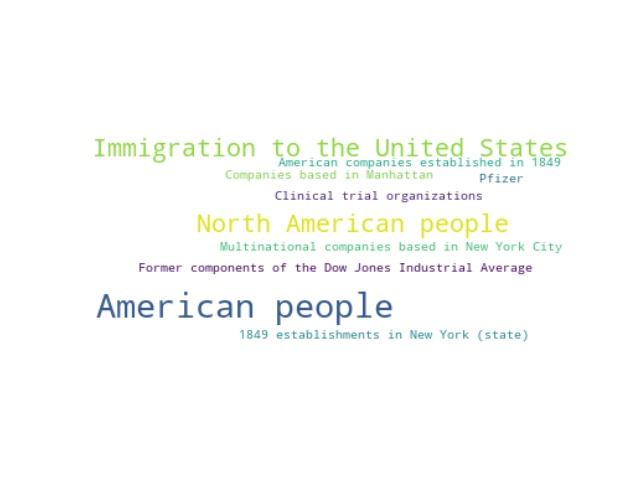 Immigration to the United States
American companies established in 1849
Companies based in Manhattan
Pfizer
Clinical trial organizations
North American people
Multinational companies based in New York City
Former components of the Dow Jones Industrial Average
American people
1849 establishments in New York (state)